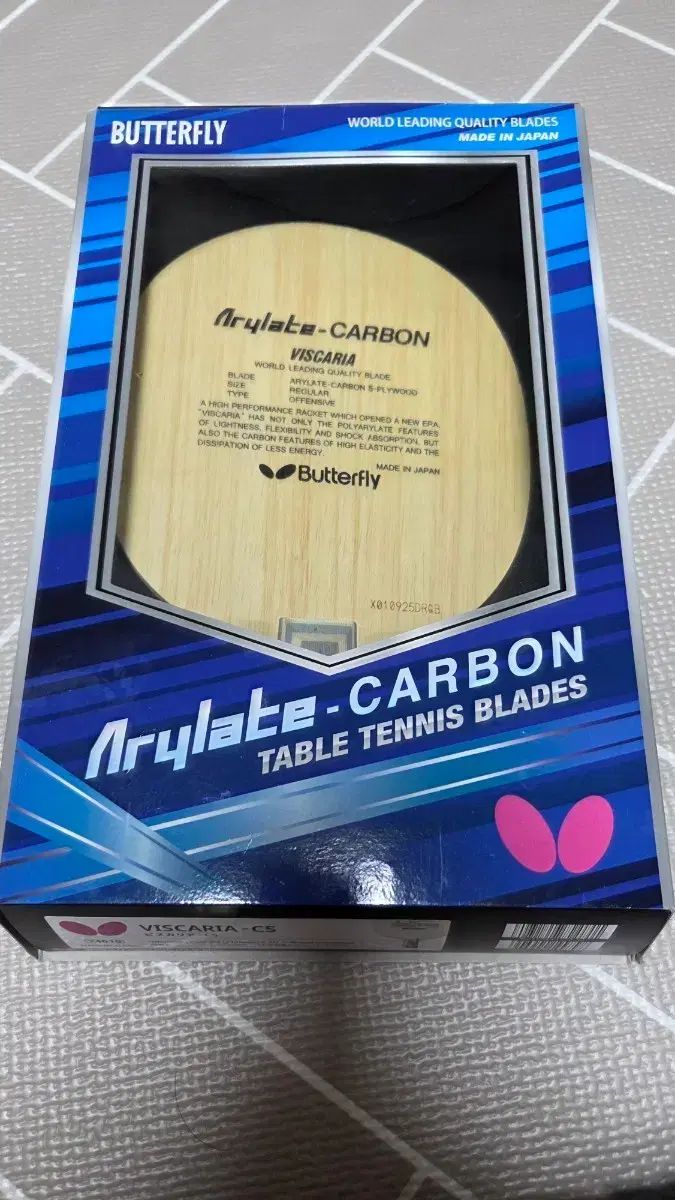 BUTTERFLY
WORLD LEADING QUALITY BLADES
MADE IN JAPAN
Arylate-CARBON
VISCARIA
WORLD LEADING QUALITY BLADE
BLADE ARYLATE-CARBON 5-PLYWOOD
SIZE REGULAR
TYPE OFFENSIVE
A HIGH PERFORMANCE RACKET WHICH OPENED A NEW ERA.
"VISCARIA" HAS NOT ONLY THE POLYARYLATE FEATURES
OF LIGHTNESS, FLEXIBILITY AND SHOCK ABSORPTION, BUT
ALSO THE CARBON FEATURES OF HIGH ELASTICITY AND THE
DISSIPATION OF LESS ENERGY.
MADE IN JAPAN
Butterfly
X010925DRGB
Arylate-CARBON
TABLE TENNIS BLADES
VISCARIA-CS